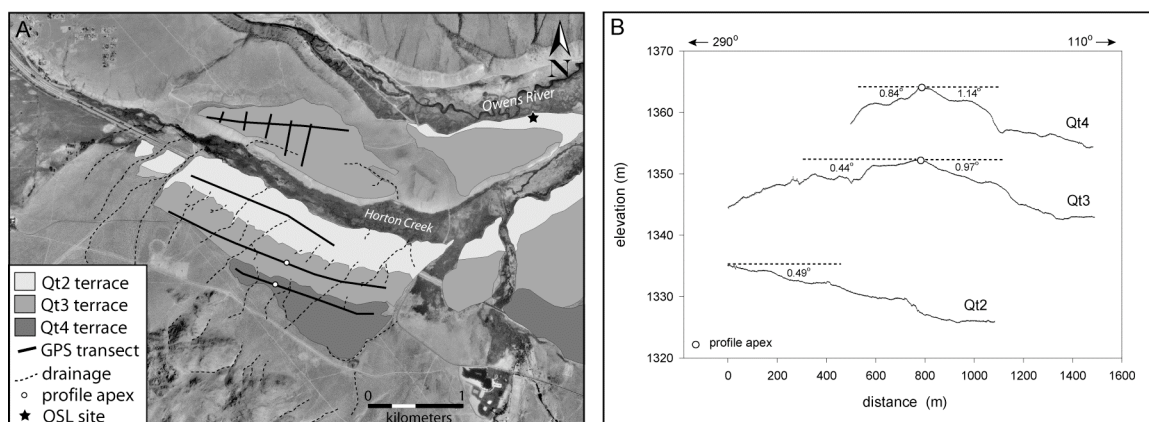 A
N
Owens River
Horton Creek
Qt2 terrace
Qt3 terrace
Qt4 terrace
GPS transect
drainage
profile apex
OSL site
0 1
kilometers
B
290° 110°
1370
1360
1350
1340
1330
1320
elevation (m)
0.84° 1.14°
Qt4
0.44° 0.97°
Qt3
0.49°
Qt2
profile apex
0 200 400 600 800 1000 1200 1400 1600
distance (m)